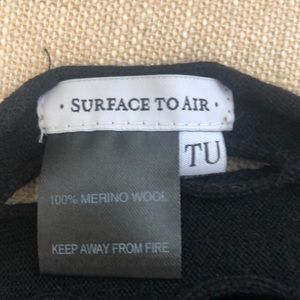 · SURFACE TO AIR ·
TU
100% MERINO WOOL
KEEP AWAY FROM FIRE